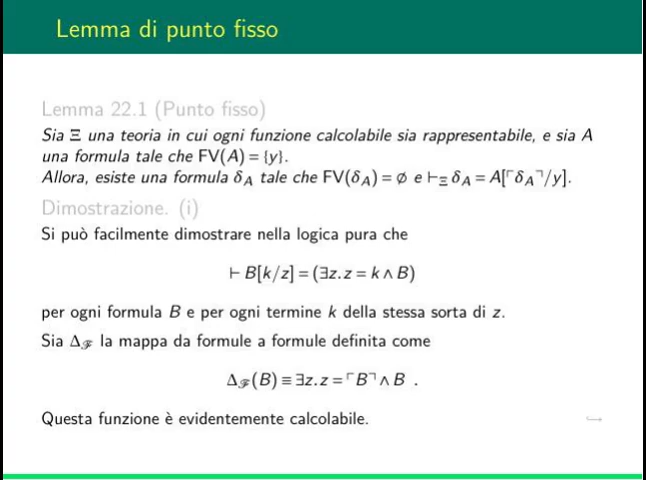 Lemma di punto fisso
Lemma 22.1 (Punto fisso)
Sia Ξ una teoria in cui ogni funzione calcolabile sia rappresentabile, e sia A
una formula tale che FV(A) = {y}.
Allora, esiste una formula δ_A tale che FV(δ_A) = ∅ e ⊢_Ξ δ_A = A[⌜δ_A⌝/y].
Dimostrazione. (i)
Si può facilmente dimostrare nella logica pura che
⊢ B[k/z] = (∃z. z = k ∧ B)
per ogni formula B e per ogni termine k della stessa sorta di z.
Sia Δ_ℱ la mappa da formule a formule definita come
Δ_ℱ(B) ≡ ∃z. z = ⌜B⌝ ∧ B .
Questa funzione è evidentemente calcolabile. ↪